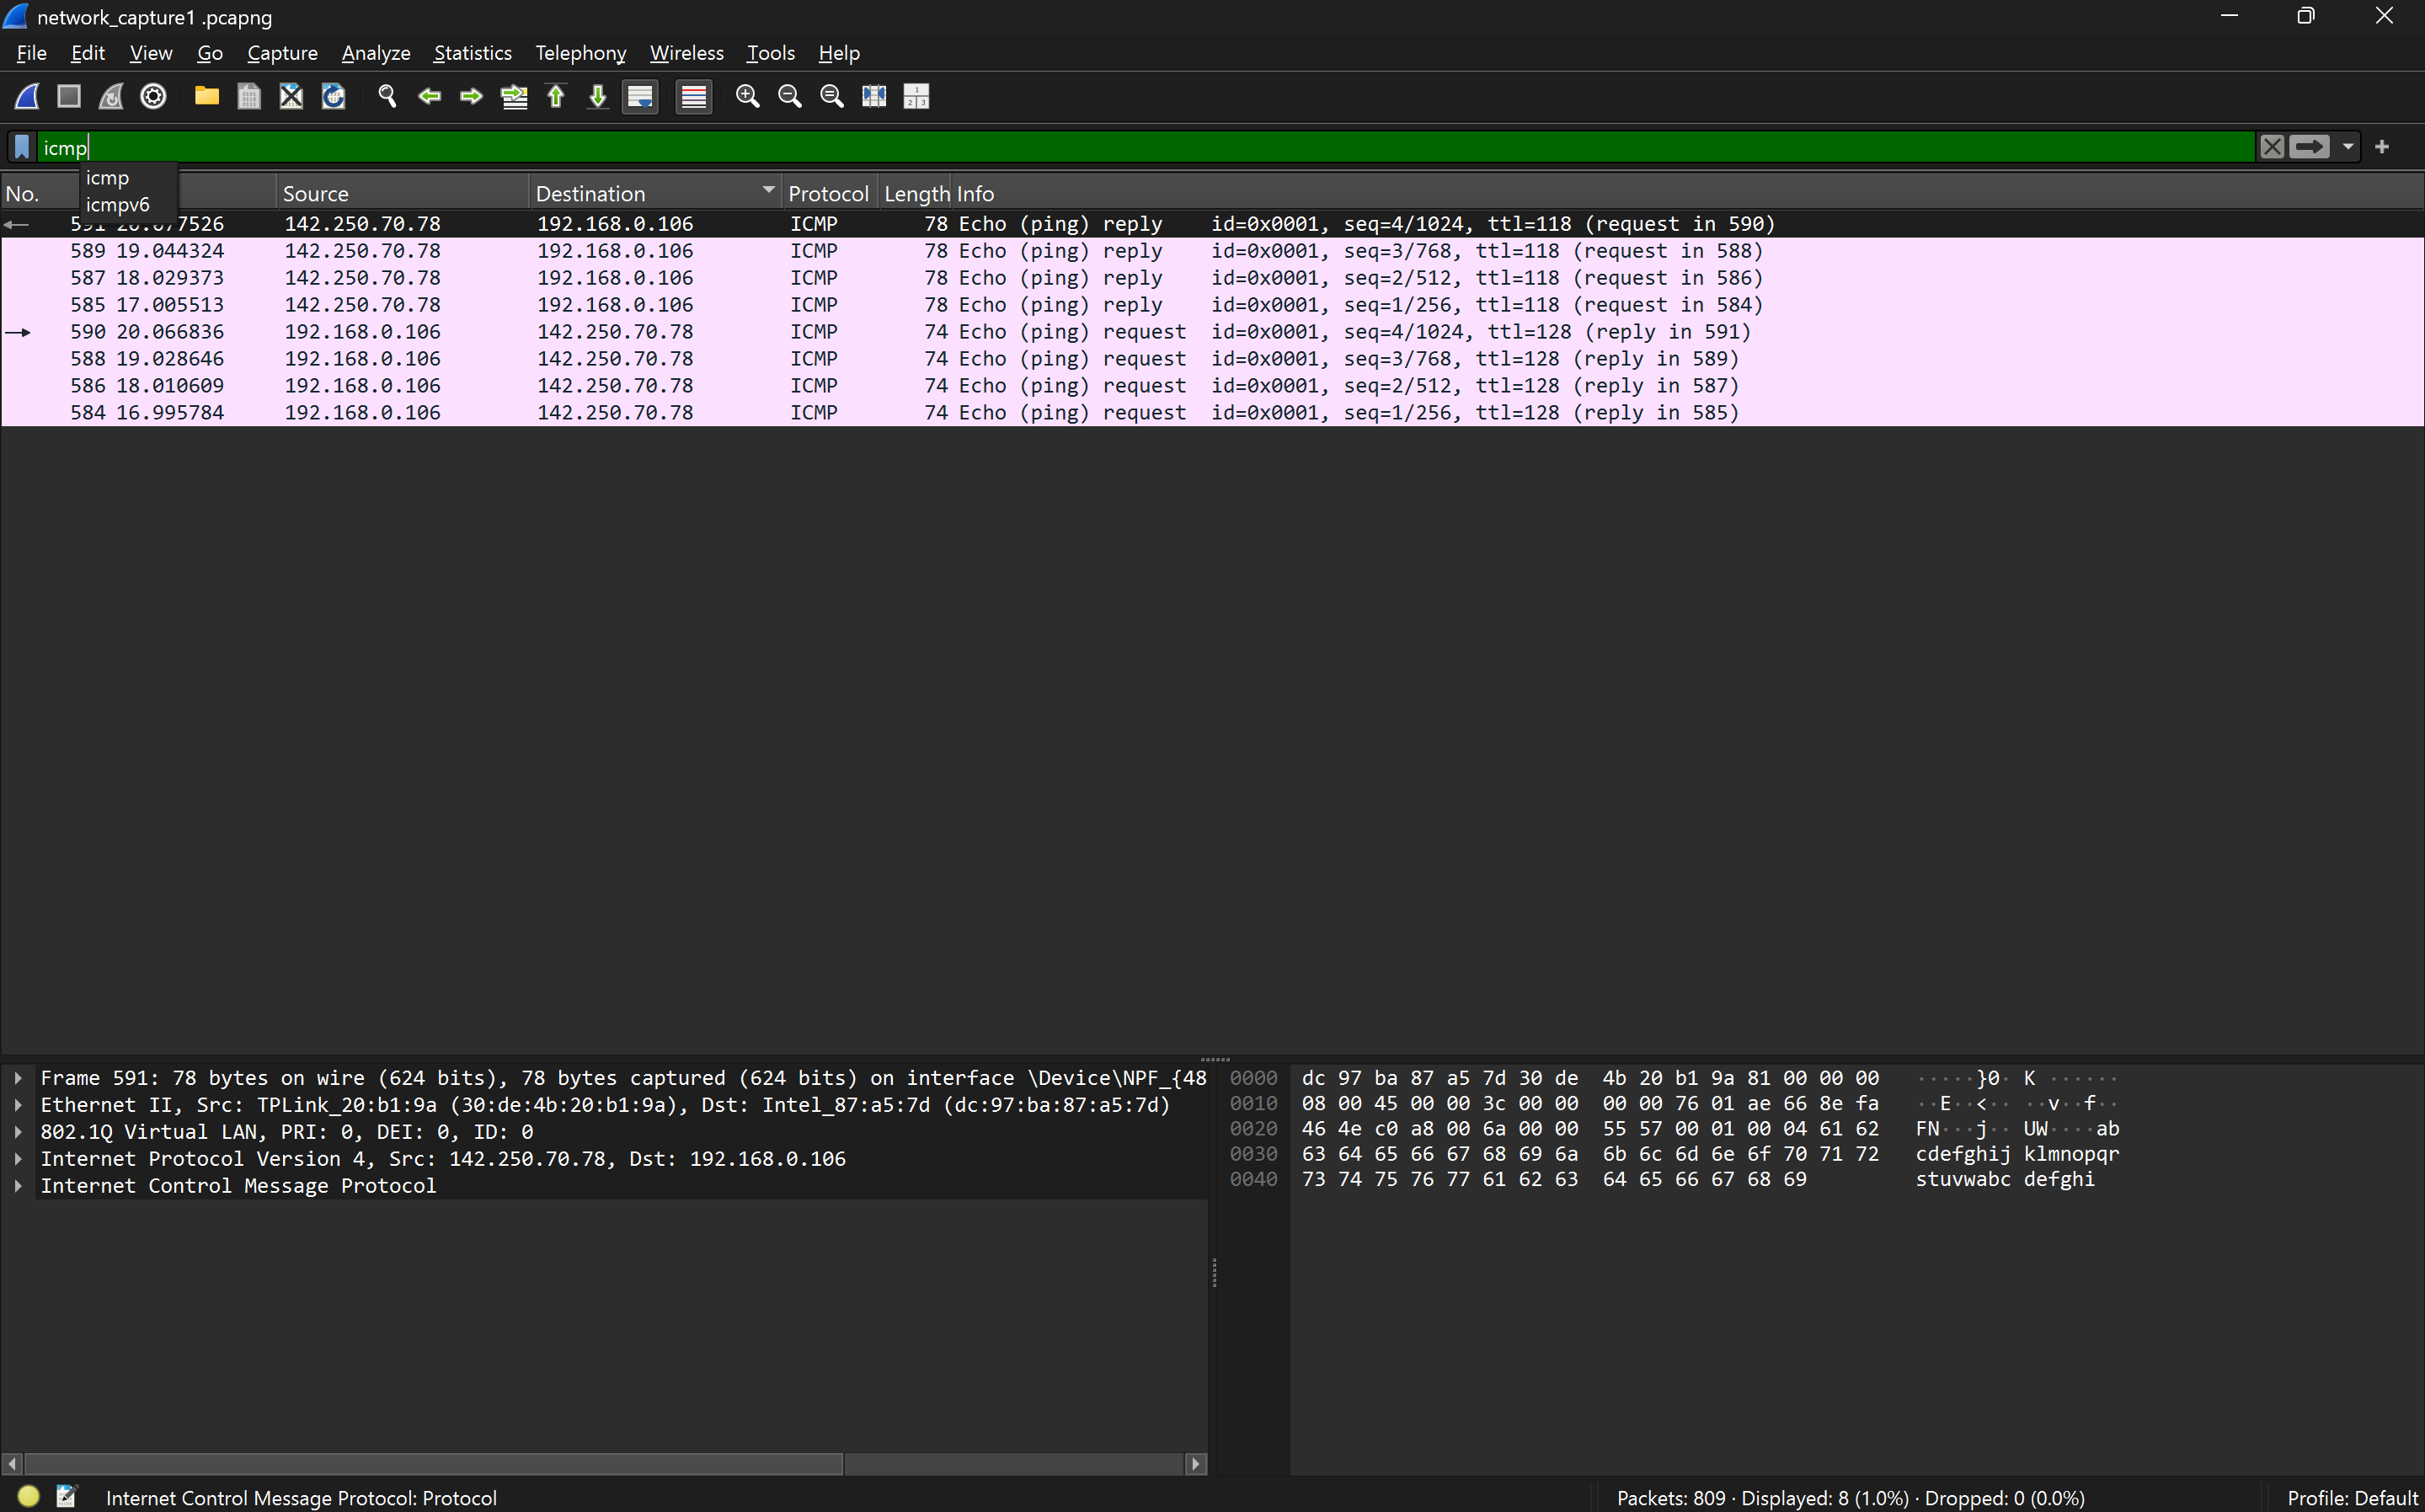 network_capture1 .pcapng
File Edit View Go Capture Analyze Statistics Telephony Wireless Tools Help
icmp
icmp
icmpv6
No. Source Destination Protocol Length Info
142.250.70.78 192.168.0.106 ICMP 78 Echo (ping) reply id=0x0001, seq=4/1024, ttl=118 (request in 590)
589 19.044324 142.250.70.78 192.168.0.106 ICMP 78 Echo (ping) reply id=0x0001, seq=3/768, ttl=118 (request in 588)
587 18.029373 142.250.70.78 192.168.0.106 ICMP 78 Echo (ping) reply id=0x0001, seq=2/512, ttl=118 (request in 586)
585 17.005513 142.250.70.78 192.168.0.106 ICMP 78 Echo (ping) reply id=0x0001, seq=1/256, ttl=118 (request in 584)
590 20.066836 192.168.0.106 142.250.70.78 ICMP 74 Echo (ping) request id=0x0001, seq=4/1024, ttl=128 (reply in 591)
588 19.028646 192.168.0.106 142.250.70.78 ICMP 74 Echo (ping) request id=0x0001, seq=3/768, ttl=128 (reply in 589)
586 18.010609 192.168.0.106 142.250.70.78 ICMP 74 Echo (ping) request id=0x0001, seq=2/512, ttl=128 (reply in 587)
584 16.995784 192.168.0.106 142.250.70.78 ICMP 74 Echo (ping) request id=0x0001, seq=1/256, ttl=128 (reply in 585)
Frame 591: 78 bytes on wire (624 bits), 78 bytes captured (624 bits) on interface \Device\NPF_{48
Ethernet II, Src: TPLink_20:b1:9a (30:de:4b:20:b1:9a), Dst: Intel_87:a5:7d (dc:97:ba:87:a5:7d)
802.1Q Virtual LAN, PRI: 0, DEI: 0, ID: 0
Internet Protocol Version 4, Src: 142.250.70.78, Dst: 192.168.0.106
Internet Control Message Protocol
0000 dc 97 ba 87 a5 7d 30 de 4b 20 b1 9a 81 00 00 00 ·····}0· K ······
0010 08 00 45 00 00 3c 00 00 00 00 76 01 ae 66 8e fa ··E··<·· ··v··f··
0020 46 4e c0 a8 00 6a 00 00 55 57 00 01 00 04 61 62 FN···j·· UW····ab
0030 63 64 65 66 67 68 69 6a 6b 6c 6d 6e 6f 70 71 72 cdefghij klmnopqr
0040 73 74 75 76 77 61 62 63 64 65 66 67 68 69 stuvwabc defghi
Internet Control Message Protocol: Protocol
Packets: 809 · Displayed: 8 (1.0%) · Dropped: 0 (0.0%)
Profile: Default